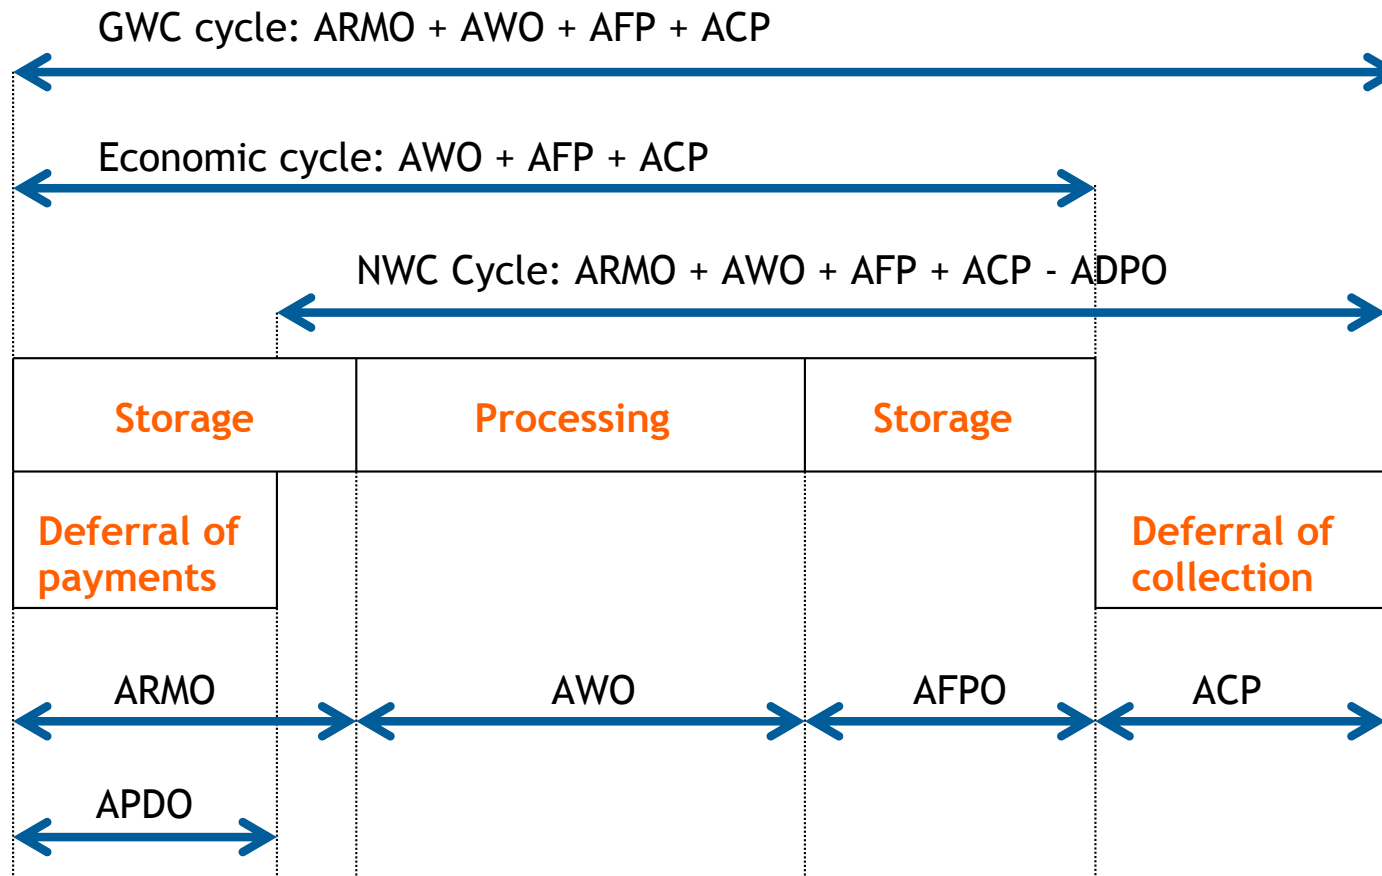 GWC cycle: ARMO + AWO + AFP + ACP
Economic cycle: AWO + AFP + ACP
NWC Cycle: ARMO + AWO + AFP + ACP - ADPO
Storage
Processing
Storage
Deferral of
payments
Deferral of
collection
ARMO
AWO
AFPO
ACP
APDO